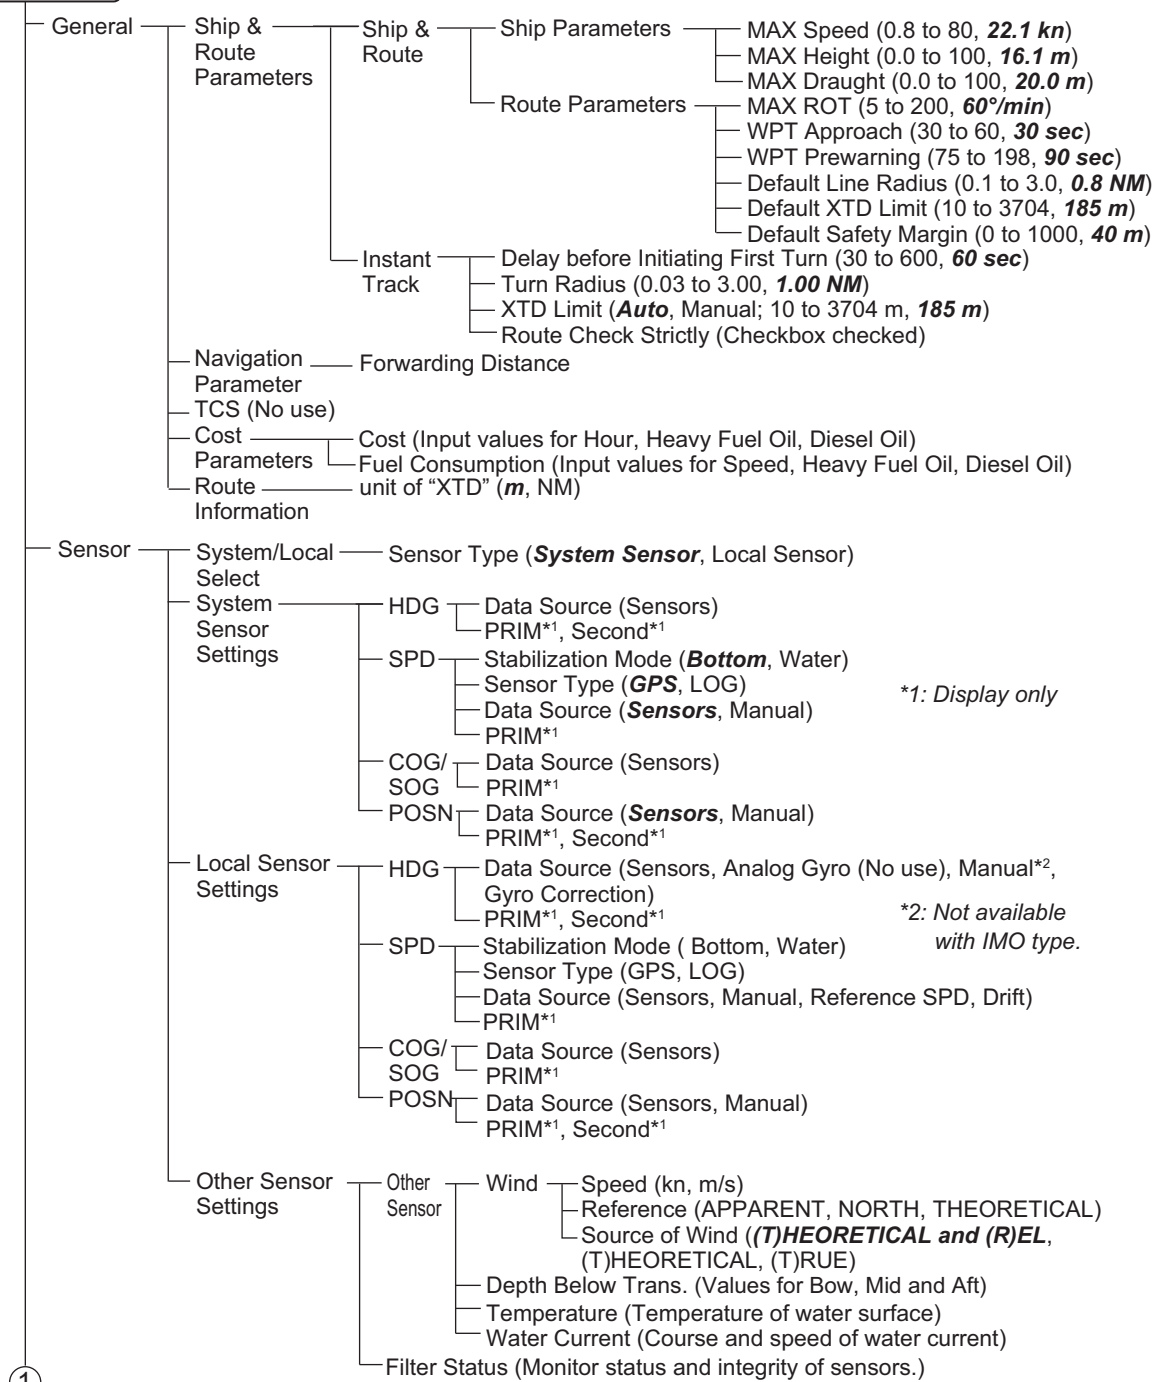 General
Ship &
Route
Parameters
Ship &
Route
Ship Parameters
MAX Speed (0.8 to 80, 22.1 kn)
MAX Height (0.0 to 100, 16.1 m)
MAX Draught (0.0 to 100, 20.0 m)
Route Parameters
MAX ROT (5 to 200, 60°/min)
WPT Approach (30 to 60, 30 sec)
WPT Prewarning (75 to 198, 90 sec)
Default Line Radius (0.1 to 3.0, 0.8 NM)
Default XTD Limit (10 to 3704, 185 m)
Default Safety Margin (0 to 1000, 40 m)
Instant
Track
Delay before Initiating First Turn (30 to 600, 60 sec)
Turn Radius (0.03 to 3.00, 1.00 NM)
XTD Limit (Auto, Manual; 10 to 3704 m, 185 m)
Route Check Strictly (Checkbox checked)
Navigation
Parameter
Forwarding Distance
TCS (No use)
Cost
Parameters
Cost (Input values for Hour, Heavy Fuel Oil, Diesel Oil)
Fuel Consumption (Input values for Speed, Heavy Fuel Oil, Diesel Oil)
Route
Information
unit of “XTD” (m, NM)
Sensor
System/Local
Select
Sensor Type (System Sensor, Local Sensor)
System
Sensor
Settings
HDG
Data Source (Sensors)
PRIM*1, Second*1
SPD
Stabilization Mode (Bottom, Water)
Sensor Type (GPS, LOG)
Data Source (Sensors, Manual)
PRIM*1
*1: Display only
COG/
SOG
Data Source (Sensors)
PRIM*1
POSN
Data Source (Sensors, Manual)
PRIM*1, Second*1
Local Sensor
Settings
HDG
Data Source (Sensors, Analog Gyro (No use), Manual*2,
Gyro Correction)
PRIM*1, Second*1
*2: Not available
with IMO type.
SPD
Stabilization Mode ( Bottom, Water)
Sensor Type (GPS, LOG)
Data Source (Sensors, Manual, Reference SPD, Drift)
PRIM*1
COG/
SOG
Data Source (Sensors)
PRIM*1
POSN
Data Source (Sensors, Manual)
PRIM*1, Second*1
Other Sensor
Settings
Other
Sensor
Wind
Speed (kn, m/s)
Reference (APPARENT, NORTH, THEORETICAL)
Source of Wind ((T)HEORETICAL and (R)EL,
(T)HEORETICAL, (T)RUE)
Depth Below Trans. (Values for Bow, Mid and Aft)
Temperature (Temperature of water surface)
Water Current (Course and speed of water current)
Filter Status (Monitor status and integrity of sensors.)
1